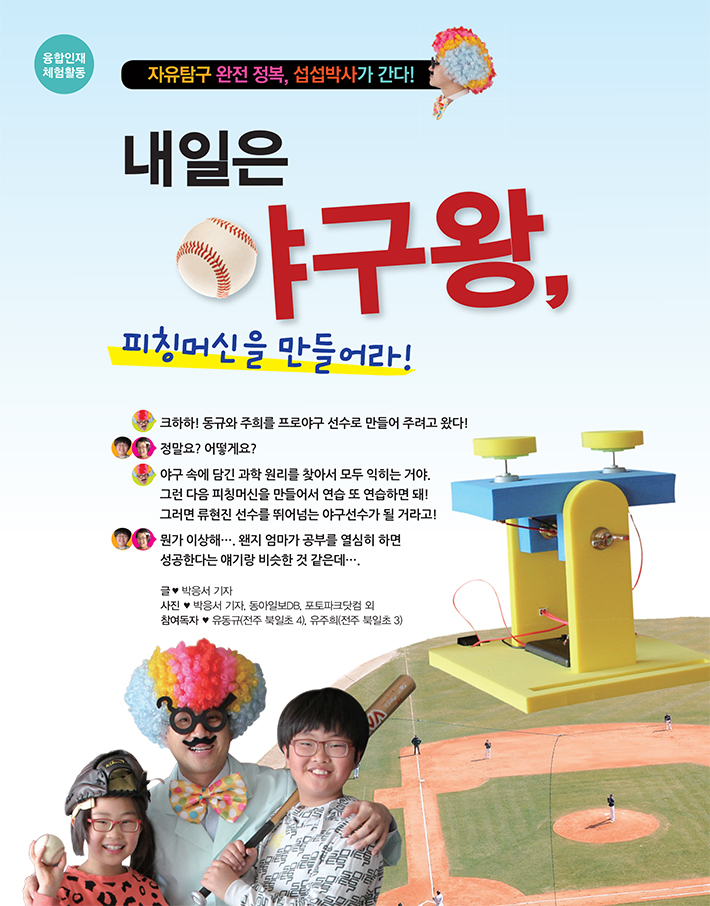 융합인재
체험활동
자유탐구 완전 정복, 섭섭박사가 간다!
내일은
야구왕,
피칭머신을 만들어라!
크하하! 동규와 주희를 프로야구 선수로 만들어 주려고 왔다!
정말요? 어떻게요?
야구 속에 담긴 과학 원리를 찾아서 모두 익히는 거야.
그런 다음 피칭머신을 만들어서 연습 또 연습하면 돼!
그러면 류현진 선수를 뛰어넘는 야구선수가 될 거라고!
뭔가 이상해…. 왠지 엄마가 공부를 열심히 하면
성공한다는 얘기랑 비슷한 것 같은데….
글 ♥ 박응서 기자
사진 ♥ 박응서 기자, 동아일보DB, 포토파크닷컴 외
참여독자 ♥ 유동규(전주 북일초 4), 유주희(전주 북일초 3)